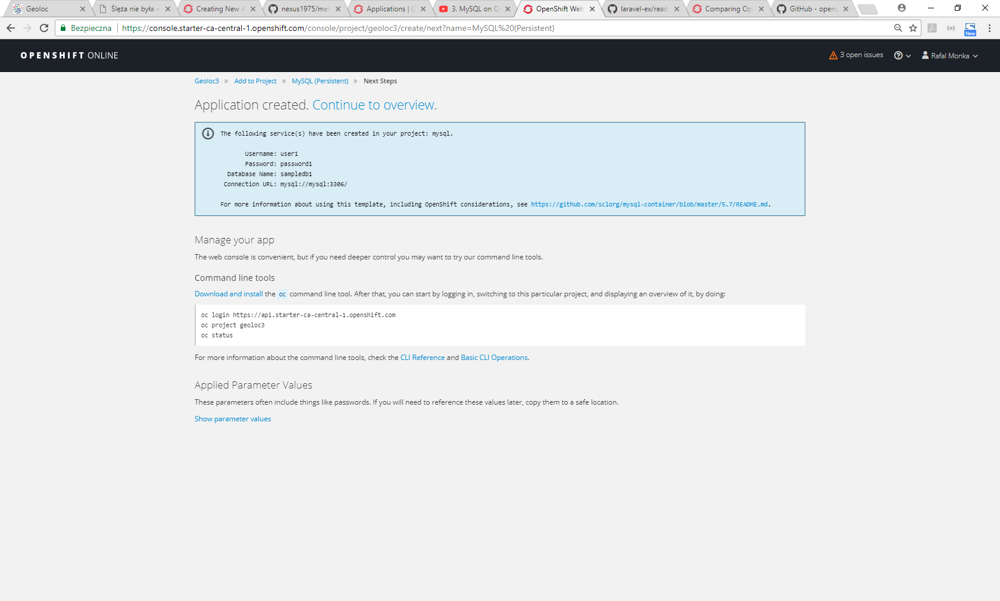 Geoloc
Ślęza nie była w
Creating New A
nexus1975/mer
Applications | O
3. MySQL on O
OpenShift Web
laravel-ex/read
Comparing Op
GitHub - opens
Bezpieczna
https://console.starter-ca-central-1.openshift.com/console/project/geoloc3/create/next?name=MySQL%20(Persistent)
New
OPENSHIFT ONLINE
3 open issues
Rafal Monka
Geoloc3 » Add to Project » MySQL (Persistent) » Next Steps
Application created. Continue to overview.
The following service(s) have been created in your project: mysql.
Username: user1
Password: password1
Database Name: sampledb1
Connection URL: mysql://mysql:3306/
For more information about using this template, including OpenShift considerations, see https://github.com/sclorg/mysql-container/blob/master/5.7/README.md.
Manage your app
The web console is convenient, but if you need deeper control you may want to try our command line tools.
Command line tools
Download and install the oc command line tool. After that, you can start by logging in, switching to this particular project, and displaying an overview of it, by doing:
oc login https://api.starter-ca-central-1.openshift.com
oc project geoloc3
oc status
For more information about the command line tools, check the CLI Reference and Basic CLI Operations.
Applied Parameter Values
These parameters often include things like passwords. If you will need to reference these values later, copy them to a safe location.
Show parameter values